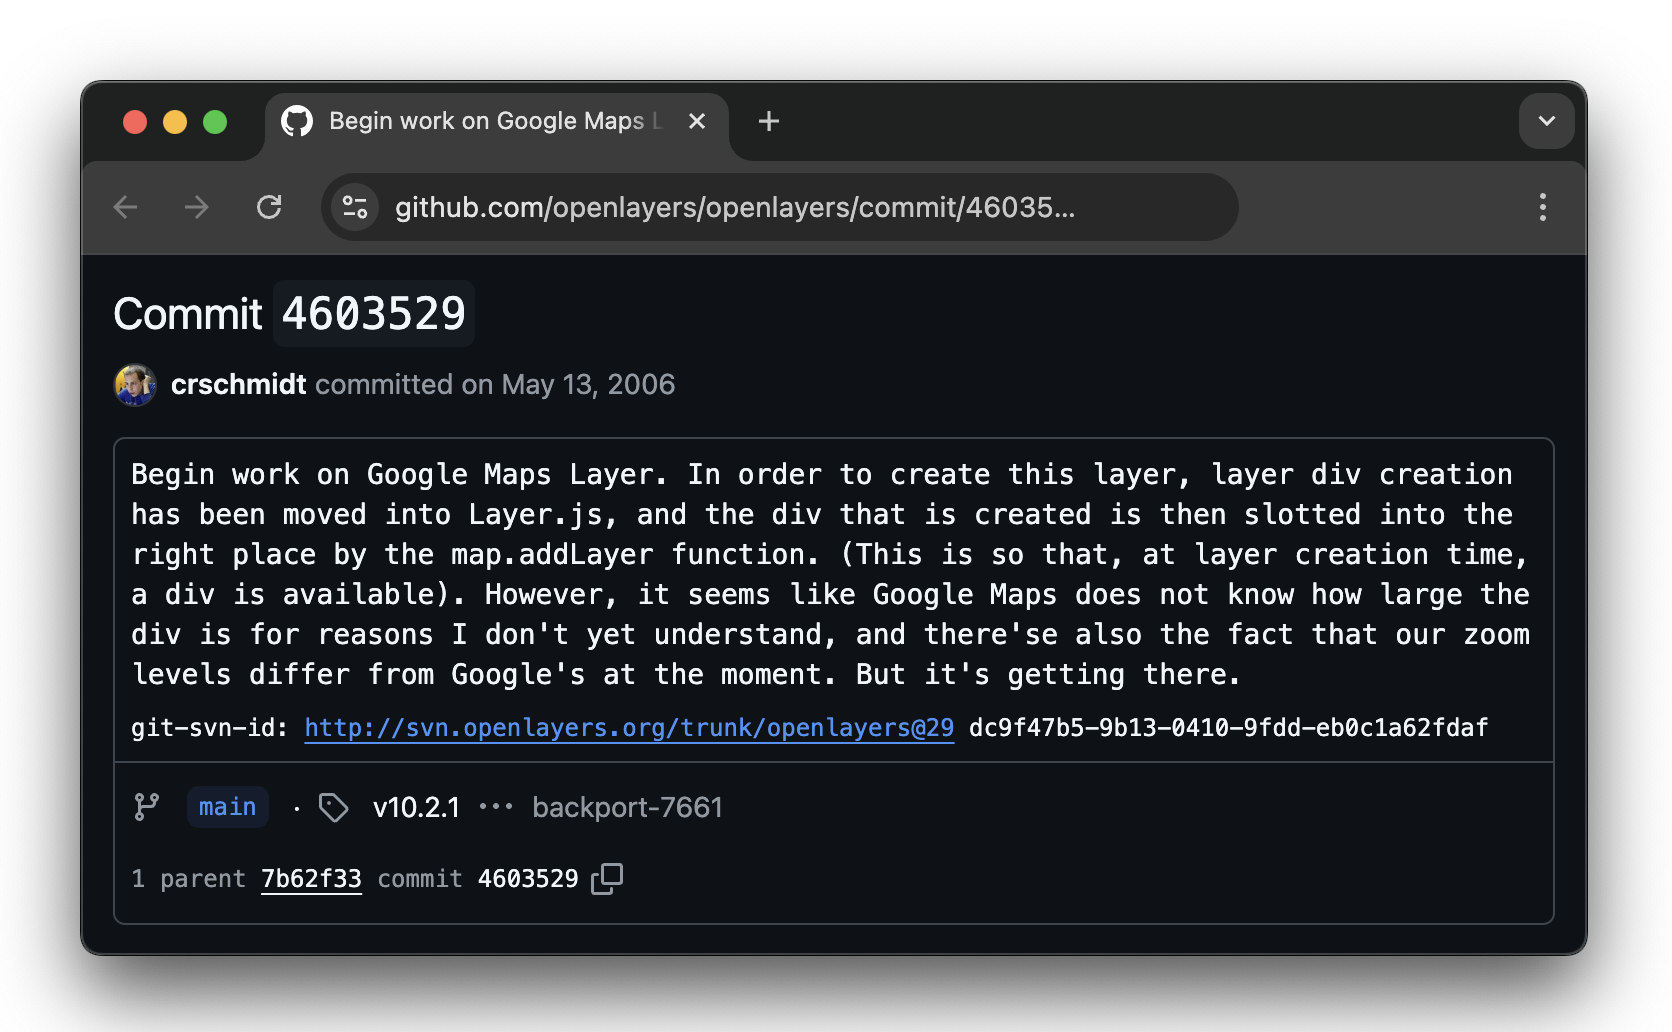 Begin work on Google Maps L
github.com/openlayers/openlayers/commit/46035...
Commit 4603529
crschmidt committed on May 13, 2006
Begin work on Google Maps Layer. In order to create this layer, layer div creation
has been moved into Layer.js, and the div that is created is then slotted into the
right place by the map.addLayer function. (This is so that, at layer creation time,
a div is available). However, it seems like Google Maps does not know how large the
div is for reasons I don't yet understand, and there'se also the fact that our zoom
levels differ from Google's at the moment. But it's getting there.
git-svn-id: http://svn.openlayers.org/trunk/openlayers@29 dc9f47b5-9b13-0410-9fdd-eb0c1a62fdaf
main · v10.2.1 ··· backport-7661
1 parent 7b62f33 commit 4603529